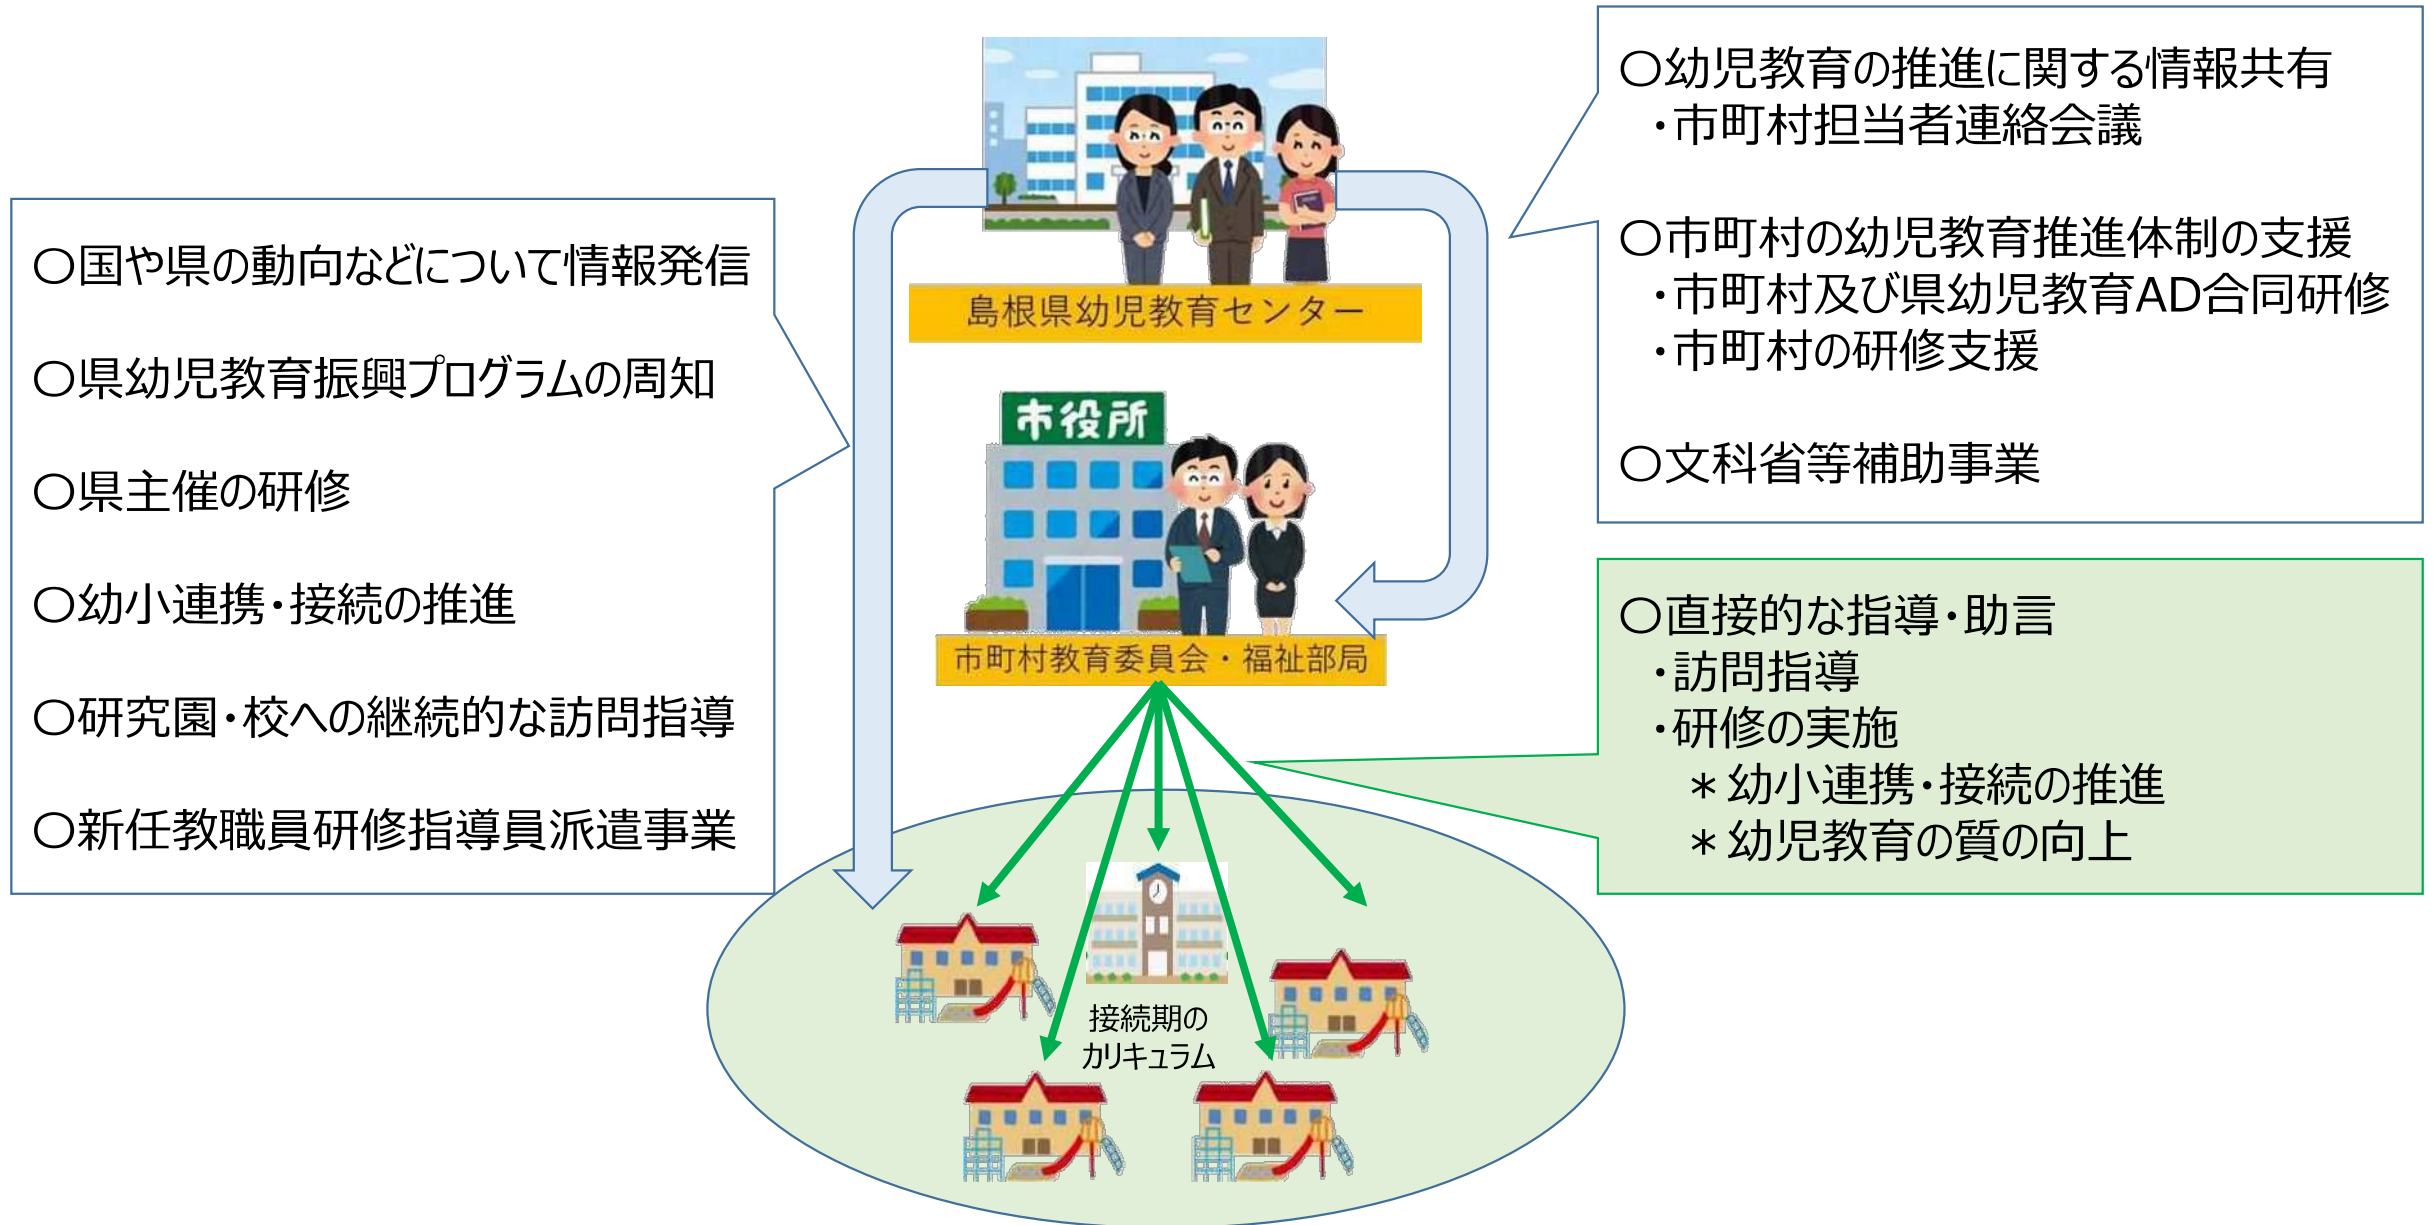 〇国や県の動向などについて情報発信
〇県幼児教育振興プログラムの周知
〇県主催の研修
〇幼小連携・接続の推進
〇研究園・校への継続的な訪問指導
〇新任教職員研修指導員派遣事業
島根県幼児教育センター
市役所
市町村教育委員会・福祉部局
接続期の
カリキュラム
〇幼児教育の推進に関する情報共有
・市町村担当者連絡会議
〇市町村の幼児教育推進体制の支援
・市町村及び県幼児教育AD合同研修
・市町村の研修支援
〇文科省等補助事業
〇直接的な指導・助言
・訪問指導
・研修の実施
＊幼小連携・接続の推進
＊幼児教育の質の向上